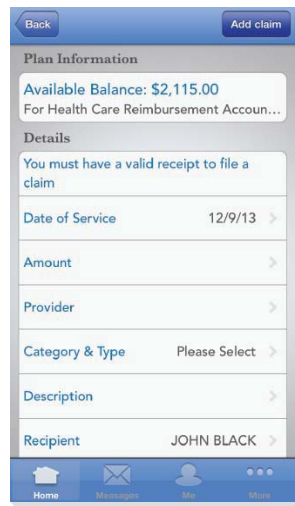 Back Add claim
Plan Information
Available Balance: $2,115.00
For Health Care Reimbursement Accoun...
Details
You must have a valid receipt to file a
claim
Date of Service 12/9/13
Amount
Provider
Category & Type Please Select
Description
Recipient JOHN BLACK
Home Messages Me More